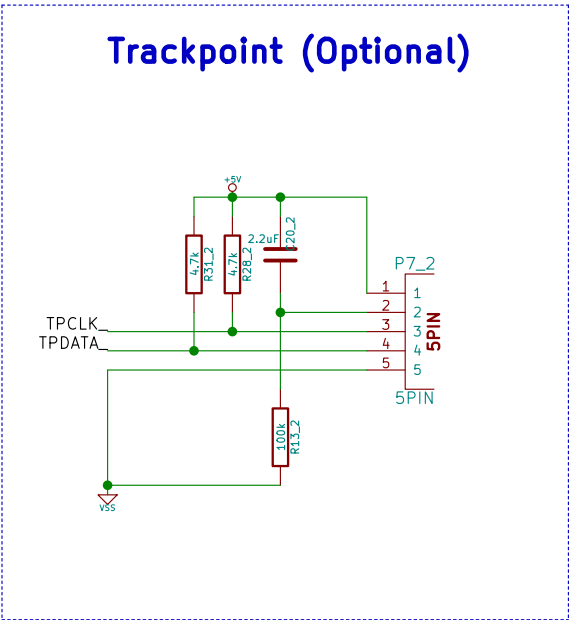 Trackpoint (Optional)
+5V
2.2uF
C20_2
4.7k
R31_2
4.7k
R28_2
P7_2
1 1
2 2
TPCLK_
3 3
TPDATA_
4 4
5 5
5PIN
5PIN
100k
R13_2
VSS